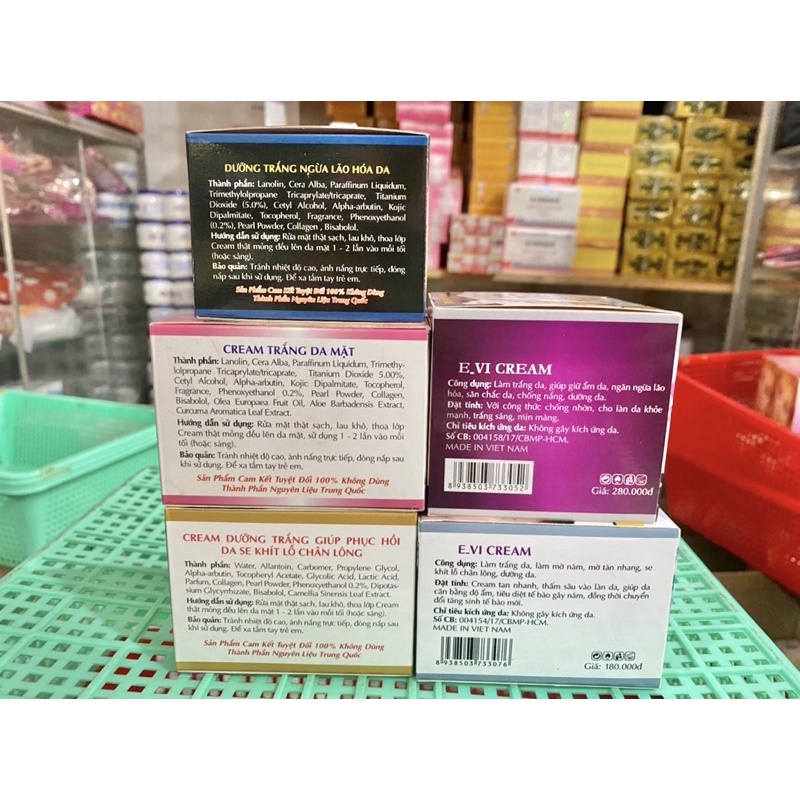 DƯỠNG TRẮNG NGỪA LÃO HÓA DA
Thành phần: Lanolin, Cera Alba, Paraffinum Liquidum,
Trimethylolpropane Tricaprylate/tricaprate, Titanium
Dioxide (5.0%), Cetyl Alcohol, Alpha-arbutin, Kojic
Dipalmitate, Tocopherol, Fragrance, Phenoxyethanol
(0.2%), Pearl Powder, Collagen , Bisabolol.
Hướng dẫn sử dụng: Rửa mặt thật sạch, lau khô, thoa lớp
Cream thật mỏng đều lên da mặt 1 - 2 lần vào mỗi tối
(hoặc sáng).
Bảo quản: Tránh nhiệt độ cao, ánh nắng trực tiếp, đóng
nắp sau khi sử dụng. Để xa tầm tay trẻ em.
Sản Phẩm Cam Kết Tuyệt Đối 100% Không Dùng
Thành Phần Nguyên Liệu Trung Quốc
CREAM TRẮNG DA MẶT
Thành phần: Lanolin, Cera Alba, Paraffinum Liquidum, Trimethy-
lolpropane Tricaprylate/tricaprate, Titanium Dioxide 5.00%,
Cetyl Alcohol, Alpha-arbutin, Kojic Dipalmitate, Tocopherol,
Fragrance, Phenoxyethanol 0.2%, Pearl Powder, Collagen,
Bisabolol, Olea Europaea Fruit Oil, Aloe Barbadensis Extract,
Curcuma Aromatica Leaf Extract.
Hướng dẫn sử dụng: Rửa mặt thật sạch, lau khô, thoa lớp
Cream thật mỏng đều lên da mặt, sử dụng 1 - 2 lần vào mỗi
tối (hoặc sáng).
Bảo quản: Tránh nhiệt độ cao, ánh nắng trực tiếp, đóng nắp sau
khi sử dụng. Để xa tầm tay trẻ em.
Sản Phẩm Cam Kết Tuyệt Đối 100% Không Dùng
Thành Phần Nguyên Liệu Trung Quốc
CREAM DƯỠNG TRẮNG GIÚP PHỤC HỒI
DA SE KHÍT LỖ CHÂN LÔNG
Thành phần: Water, Allantoin, Carbomer, Propylene Glycol,
Alpha-arbutin, Tocopheryl Acetate, Glycolic Acid, Lactic Acid,
Parfum, Collagen, Pearl Powder, Phenoxyethanol 0.2%, Dipotas-
sium Glycyrrhizate, Bisabolol, Camellia Sinensis Leaf Extract.
Hướng dẫn sử dụng: Rửa mặt thật sạch, lau khô, thoa lớp Cream
thật mỏng đều lên da mặt 1 - 2 lần vào mỗi tối (hoặc sáng).
Bảo quản: Tránh nhiệt độ cao, ánh nắng trực tiếp, đóng nắp sau khi sử
dụng. Để xa tầm tay trẻ em.
Sản Phẩm Cam Kết Tuyệt Đối 100% Không Dùng
Thành Phần Nguyên Liệu Trung Quốc
E_VI CREAM
Công dụng: Làm trắng da, giúp giữ ẩm da, ngăn ngừa lão
hóa, săn chắc da, chống nắng, dưỡng da.
Đặt tính: Với công thức chống nhờn, cho làn da khỏe
mạnh, trắng sáng, mịn màng.
Chỉ tiêu kích ứng da: Không gây kích ứng da.
Số CB: 004158/17/CBMP-HCM.
MADE IN VIET NAM
8 938503 733052
Giá: 280.000đ
E_VI CREAM
Công dụng: Làm trắng da, làm mờ nám, mờ tàn nhang, se
khít lỗ chân lông, dưỡng da.
Đặt tính: Cream tan nhanh, thấm sâu vào làn da, giúp da
cân bằng độ ẩm, tiêu diệt tế bào gây nám, đồng thời chuyển
đổi tăng sinh tế bào mới.
Chỉ tiêu kích ứng da: Không gây kích ứng da.
Số CB: 004154/17/CBMP-HCM.
MADE IN VIET NAM
8 938503 733076
Giá: 180.000đ